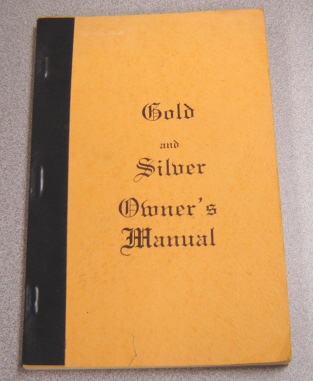 Gold
and
Silver
Owner's
Manual